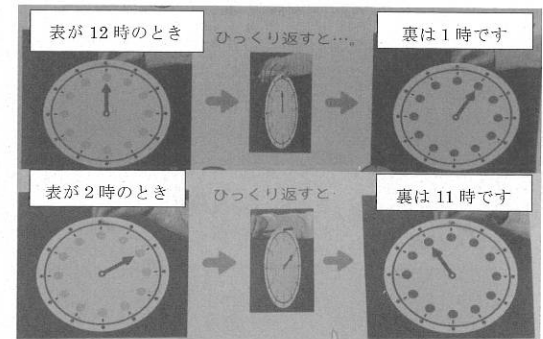 表が 12 時のとき
ひっくり返すと…。
裏は 1 時です
表が 2 時のとき
ひっくり返すと
裏は 11 時です